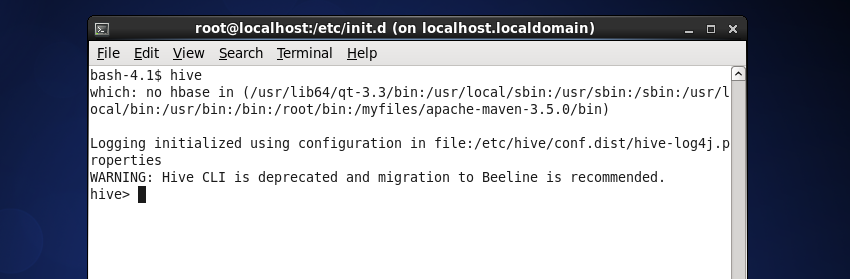 root@localhost:/etc/init.d (on localhost.localdomain)
File Edit View Search Terminal Help
bash-4.1$ hive
which: no hbase in (/usr/lib64/qt-3.3/bin:/usr/local/sbin:/usr/sbin:/sbin:/usr/l
ocal/bin:/usr/bin:/bin:/root/bin:/myfiles/apache-maven-3.5.0/bin)
Logging initialized using configuration in file:/etc/hive/conf.dist/hive-log4j.p
roperties
WARNING: Hive CLI is deprecated and migration to Beeline is recommended.
hive>